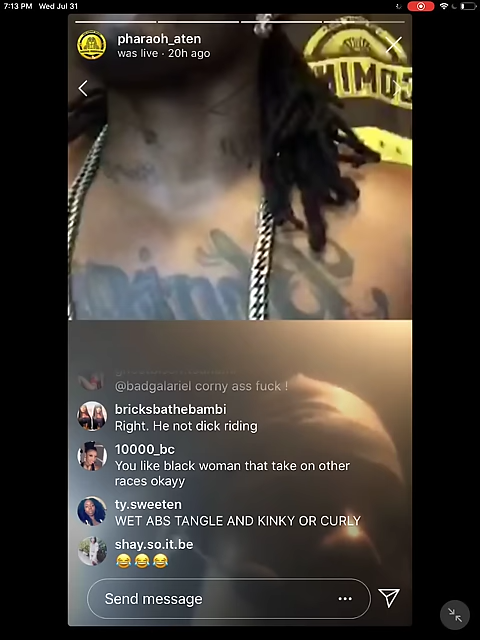 7:13 PM Wed Jul 31
pharaoh_aten
was live · 20h ago
@badgalariel corny ass fuck !
bricksbathebambi
Right. He not dick riding
10000_bc
You like black woman that take on other
races okayy
ty.sweeten
WET ABS TANGLE AND KINKY OR CURLY
shay.so.it.be
😂😂😂
Send message